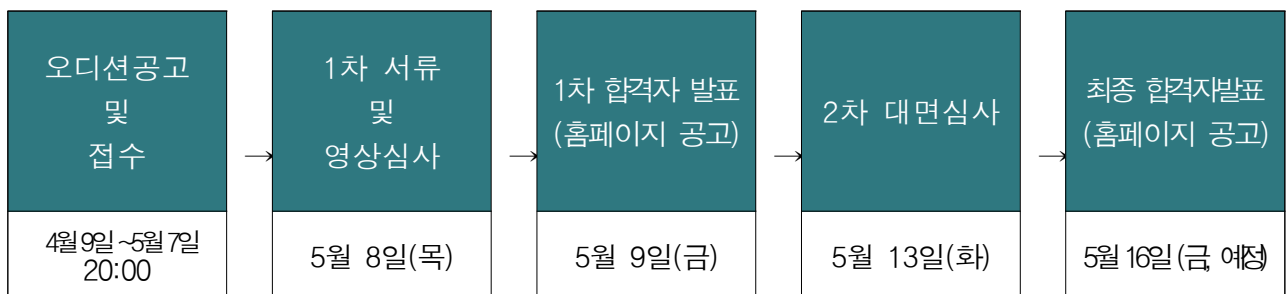 오디션공고
및
접수
4월 9일 ~5월 7일
20:00
→
1차 서류
및
영상심사
5월 8일(목)
→
1차 합격자 발표
(홈페이지 공고)
5월 9일(금)
→
2차 대면심사
5월 13일(화)
→
최종 합격자발표
(홈페이지 공고)
5월 16일 (금, 예정)